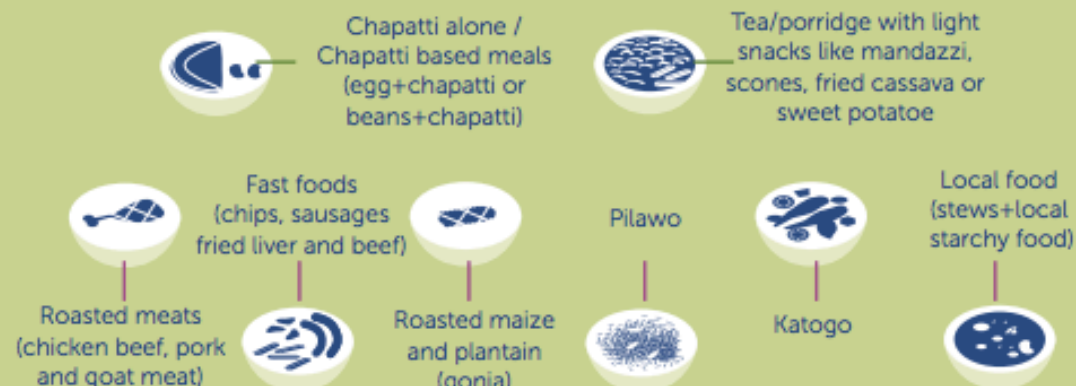 Chapatti alone /
Chapatti based meals
(egg+chapatti or
beans+chapatti)
Tea/porridge with light
snacks like mandazzi,
scones, fried cassava or
sweet potatoe
Fast foods
(chips, sausages
fried liver and beef)
Pilawo
Local food
(stews+local
starchy food)
Roasted meats
(chicken beef, pork
and goat meat)
Roasted maize
and plantain
(gonja)
Katogo